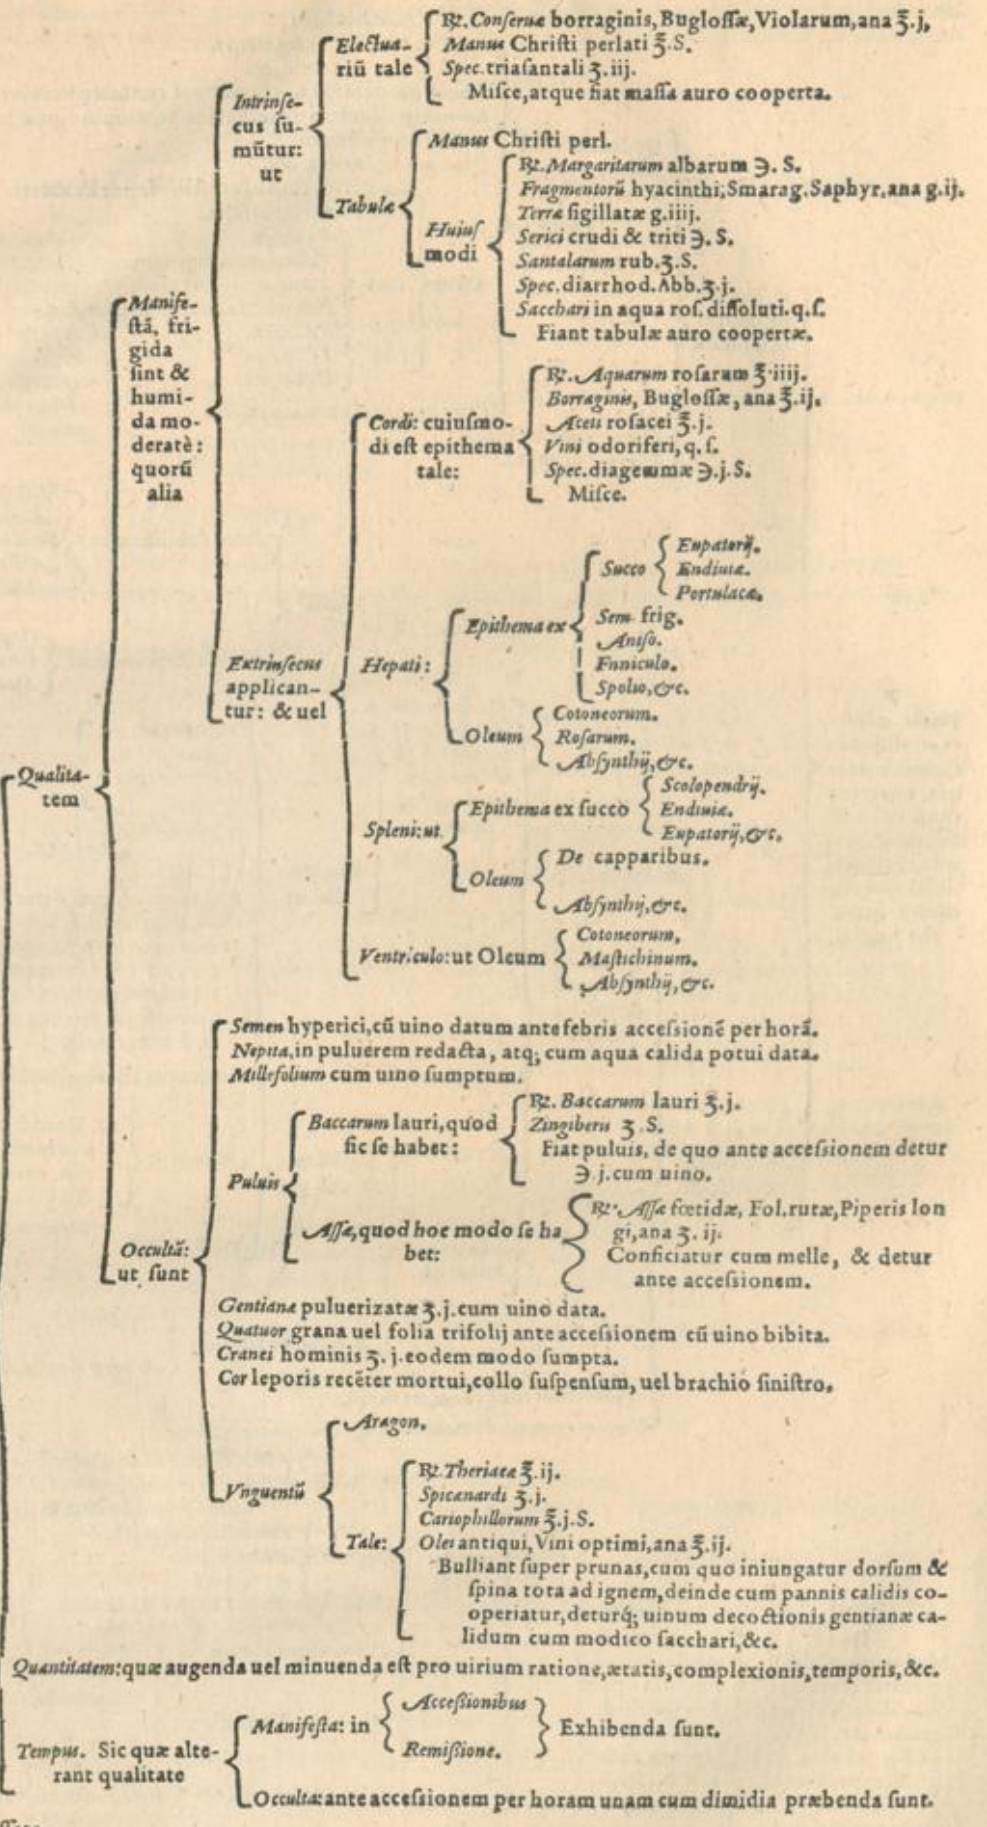 Electua-
riū tale
℞. Conseruæ borraginis, Buglossæ, Violarum, ana ℥.j.
Manus Christi perlati ℥.S.
Spec. triasantali ʒ.iij.
Misce, atque fiat massa auro cooperta.
Intrinse-
cus su-
mūtur:
ut
Tabulæ
Manus Christi perl.
Huius
modi
℞. Margaritarum albarum ℈. S.
Fragmentorū hyacinthi, Smarag. Saphyr. ana g.ij.
Terræ sigillatæ g.iiij.
Serici crudi & triti ℈. S.
Santalarum rub. ʒ.S.
Spec. diarrhod. Abb. ʒ.j.
Sacchari in aqua ros. dissoluti. q.s.
Fiant tabulæ auro coopertæ.
Manife-
stā, fri-
gida
sint &
humi-
da mo-
deratè:
quorū
alia
Cordi: cuiusmo-
di est epithema
tale:
℞. Aquarum rosarum ℥.iiij.
Borraginis, Buglossæ, ana ℥.ij.
Aceti rosacei ℥.j.
Vini odoriferi, q.s.
Spec. diagemmæ ℈.j.S.
Misce.
Extrinsecus
applican-
tur: & uel
Hepati:
Epithema ex
Succo
Eupatorij.
Endiuiæ.
Portulacæ.
Sem. frig.
Aniso.
Funiculo.
Spolio, &c.
Oleum
Cotoneorum.
Rosarum.
Absynthij, &c.
Qualita-
tem
Spleni: ut
Epithema ex succo
Scolopendrij.
Endiuiæ.
Eupatorij, &c.
Oleum
De capparibus.
Absynthij, &c.
Ventriculo: ut Oleum
Cotoneorum,
Mastichinum.
Absynthij, &c.
Occultā:
ut sunt
Semen hyperici, cū uino datum ante febris accessionē per horā.
Nepita, in puluerem redacta, atq; cum aqua calida potui data.
Millefolium cum uino sumptum.
Puluis
Baccarum lauri, quod
sic se habet:
℞. Baccarum lauri ℥.j.
Zingiberis ʒ.S.
Fiat puluis, de quo ante accessionem detur
℈.j. cum uino.
Assæ, quod hoc modo se ha
bet:
℞. Assæ fœtidæ, Fol. rutæ, Piperis lon
gi, ana ʒ. ij.
Conficiatur cum melle, & detur
ante accessionem.
Gentianæ puluerizatæ ʒ.j. cum uino data.
Quatuor grana uel folia trifolij ante accessionem cū uino bibita.
Cranei hominis ʒ.j. eodem modo sumpta.
Cor leporis recēter mortui, collo suspensum, uel brachio sinistro.
Vnguentū
Aragon.
Tale:
℞. Theriacæ ℥.ij.
Spicanardi ʒ.j.
Cariophillorum ℥.j.S.
Olei antiqui, Vini optimi, ana ℥.ij.
Bulliant super prunas, cum quo iniungatur dorsum &
spina tota ad ignem, deinde cum pannis calidis co-
operiatur, deturq́; uinum decoctionis gentianæ ca-
lidum cum modico sacchari, &c.
Quantitatem: quæ augenda uel minuenda est pro uirium ratione, ætatis, complexionis, temporis, &c.
Tempus. Sic quæ alte-
rant qualitate
Manifesta: in
Accessionibus
Remissione.
Exhibenda sunt.
Occulta: ante accessionem per horam unam cum dimidia præbenda sunt.